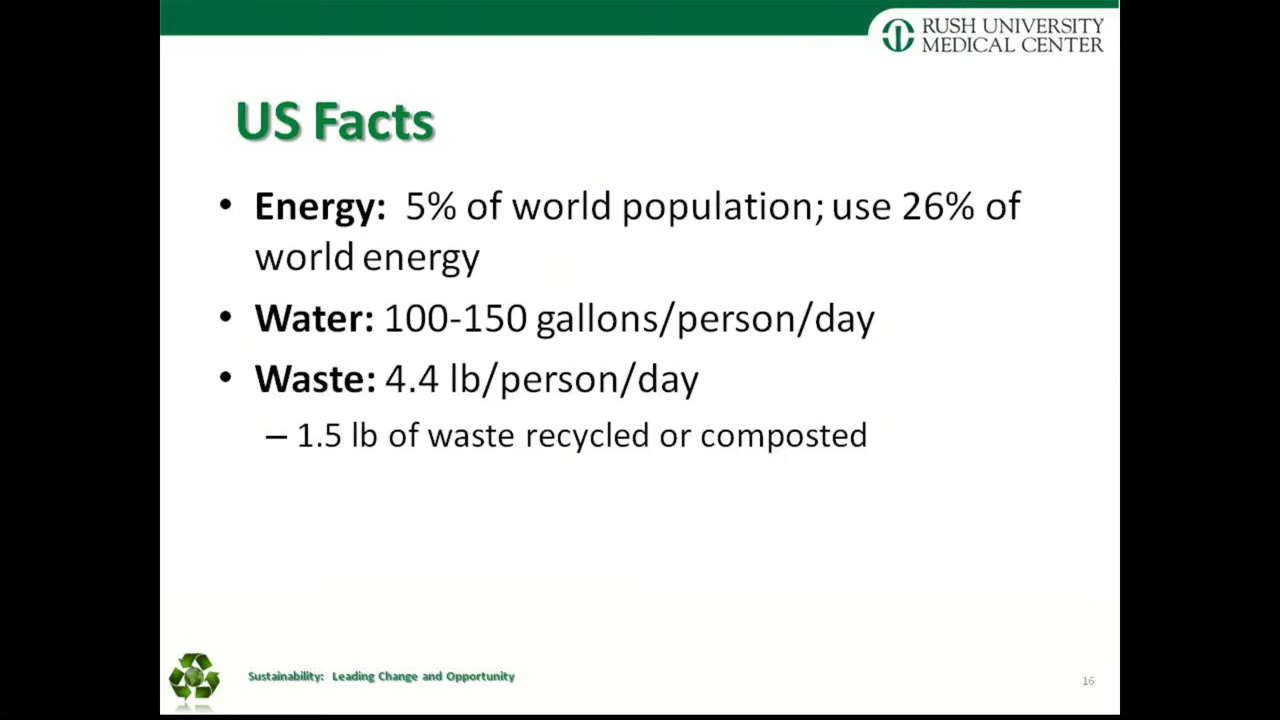 RUSH UNIVERSITY
MEDICAL CENTER
US Facts
• Energy: 5% of world population; use 26% of
world energy
• Water: 100-150 gallons/person/day
• Waste: 4.4 lb/person/day
– 1.5 lb of waste recycled or composted
Sustainability: Leading Change and Opportunity
16